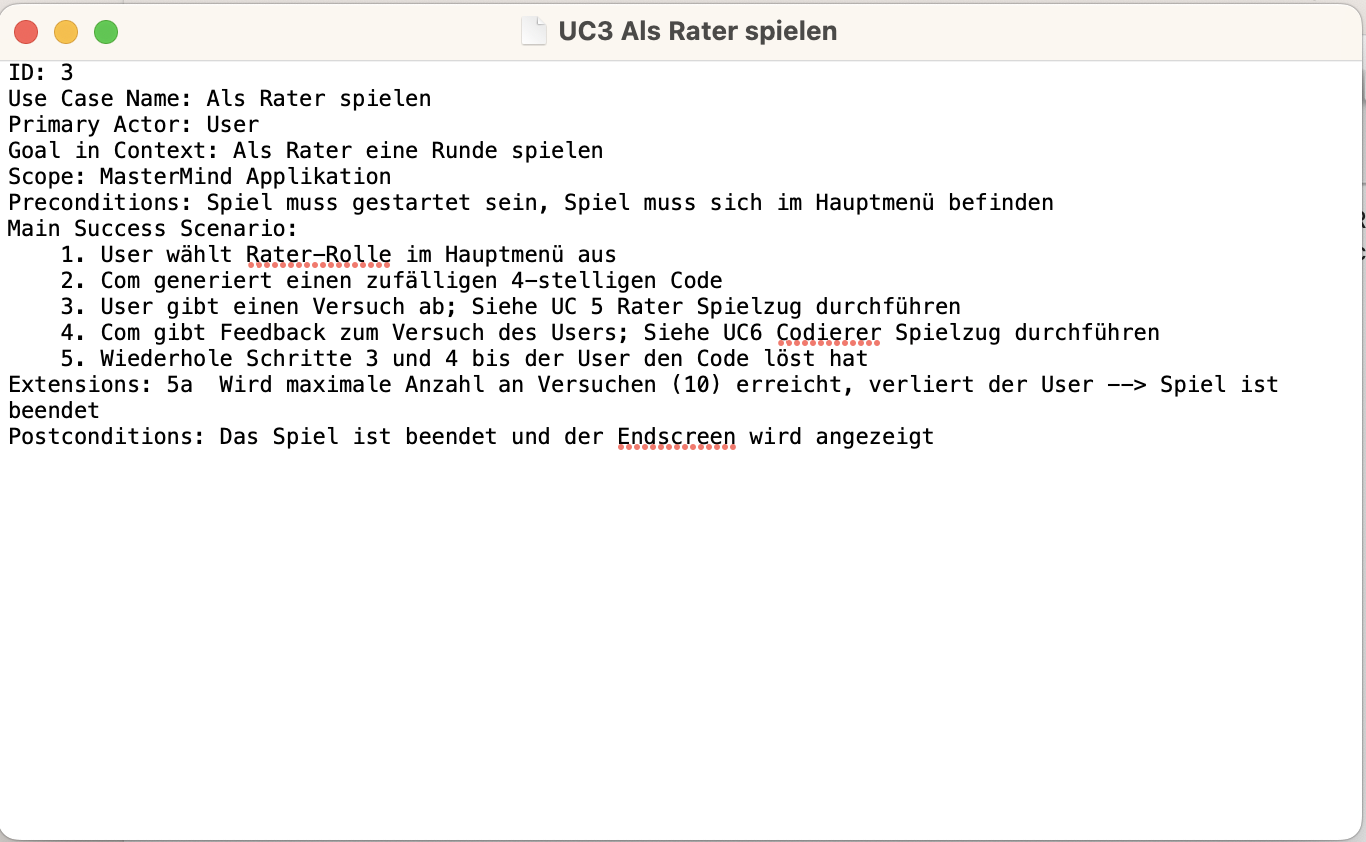 UC3 Als Rater spielen
ID: 3
Use Case Name: Als Rater spielen
Primary Actor: User
Goal in Context: Als Rater eine Runde spielen
Scope: MasterMind Applikation
Preconditions: Spiel muss gestartet sein, Spiel muss sich im Hauptmenü befinden
Main Success Scenario:
1. User wählt Rater-Rolle im Hauptmenü aus
2. Com generiert einen zufälligen 4-stelligen Code
3. User gibt einen Versuch ab; Siehe UC 5 Rater Spielzug durchführen
4. Com gibt Feedback zum Versuch des Users; Siehe UC6 Codierer Spielzug durchführen
5. Wiederhole Schritte 3 und 4 bis der User den Code löst hat
Extensions: 5a  Wird maximale Anzahl an Versuchen (10) erreicht, verliert der User --> Spiel ist
beendet
Postconditions: Das Spiel ist beendet und der Endscreen wird angezeigt